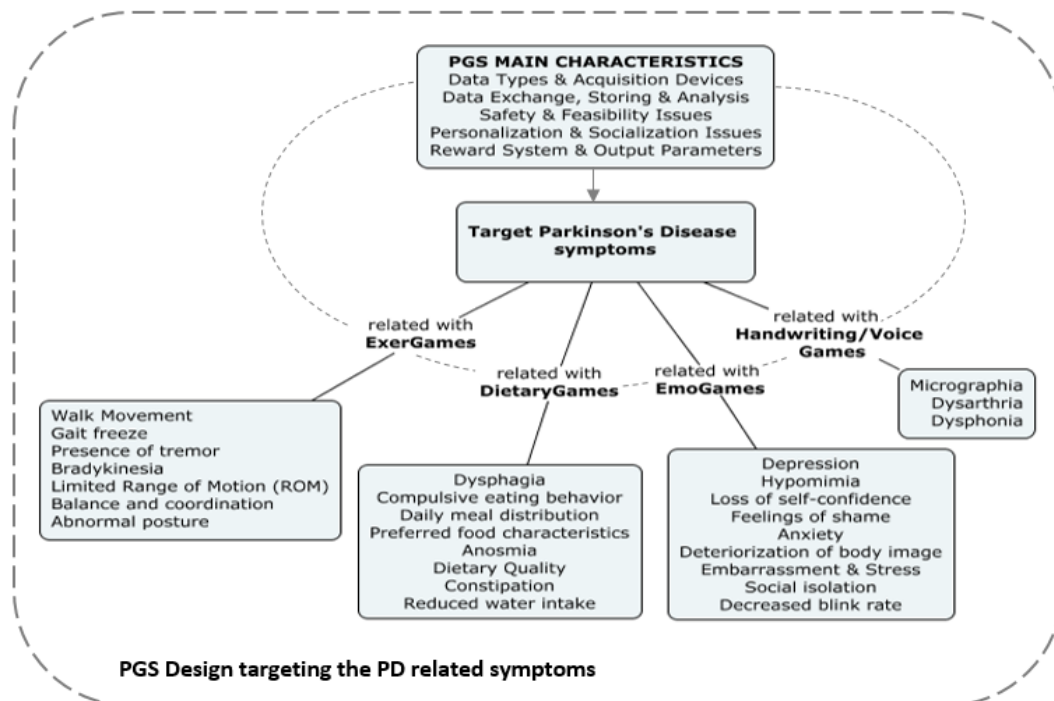 PGS MAIN CHARACTERISTICS
Data Types & Acquisition Devices
Data Exchange, Storing & Analysis
Safety & Feasibility Issues
Personalization & Socialization Issues
Reward System & Output Parameters
Target Parkinson's Disease
symptoms
related with
ExerGames
related with
DietaryGames
related with
EmoGames
related with
Handwriting/Voice
Games
Walk Movement
Gait freeze
Presence of tremor
Bradykinesia
Limited Range of Motion (ROM)
Balance and coordination
Abnormal posture
Dysphagia
Compulsive eating behavior
Daily meal distribution
Preferred food characteristics
Anosmia
Dietary Quality
Constipation
Reduced water intake
Depression
Hypomimia
Loss of self-confidence
Feelings of shame
Anxiety
Deteriorization of body image
Embarrassment & Stress
Social isolation
Decreased blink rate
Micrographia
Dysarthria
Dysphonia
PGS Design targeting the PD related symptoms